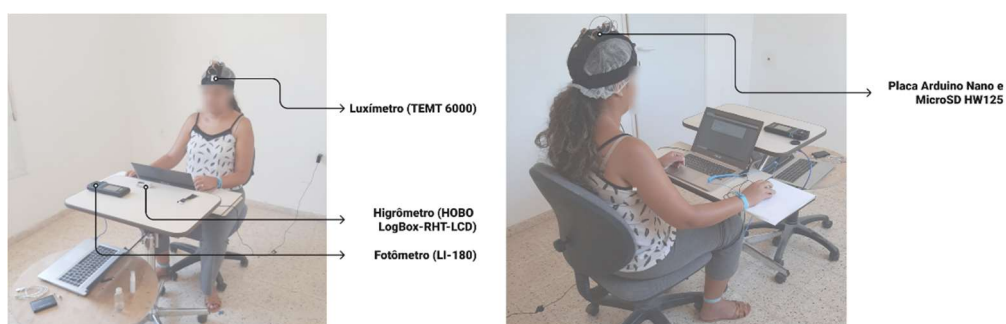 Luxímetro (TEMT 6000)
Higrômetro (HOBO
LogBox-RHT-LCD)
Fotômetro (LI-180)
Placa Arduino Nano e
MicroSD HW125